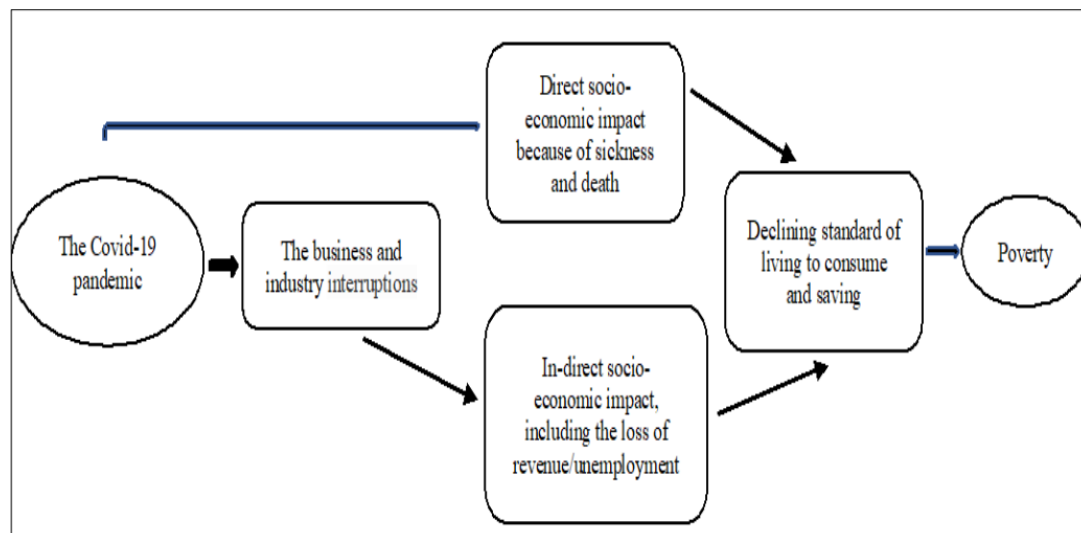 Direct socio-
economic impact
because of sickness
and death
The Covid-19
pandemic
The business and
industry interruptions
Declining standard of
living to consume
and saving
Poverty
In-direct socio-
economic impact,
including the loss of
revenue/unemployment